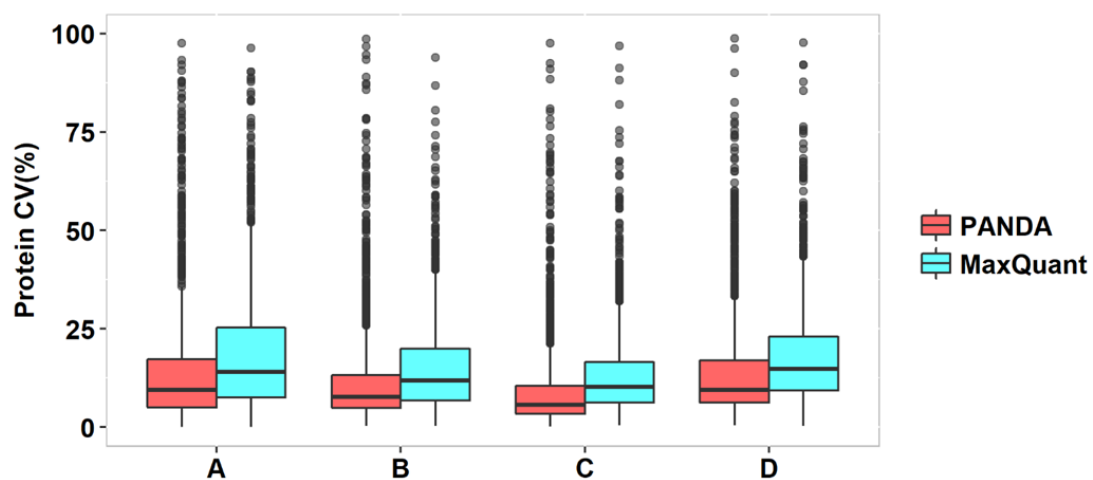 Protein CV(%)
100
75
50
25
0
A B C D
PANDA
MaxQuant